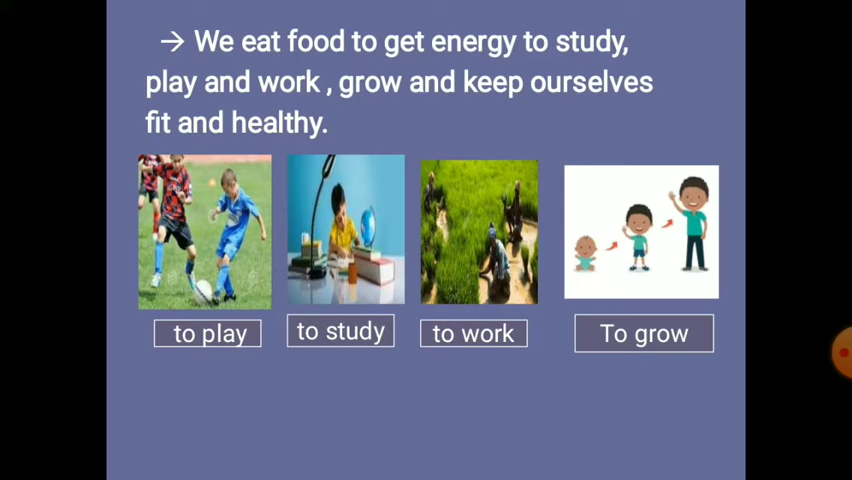 → We eat food to get energy to study,
play and work , grow and keep ourselves
fit and healthy.
to play
to study
to work
To grow